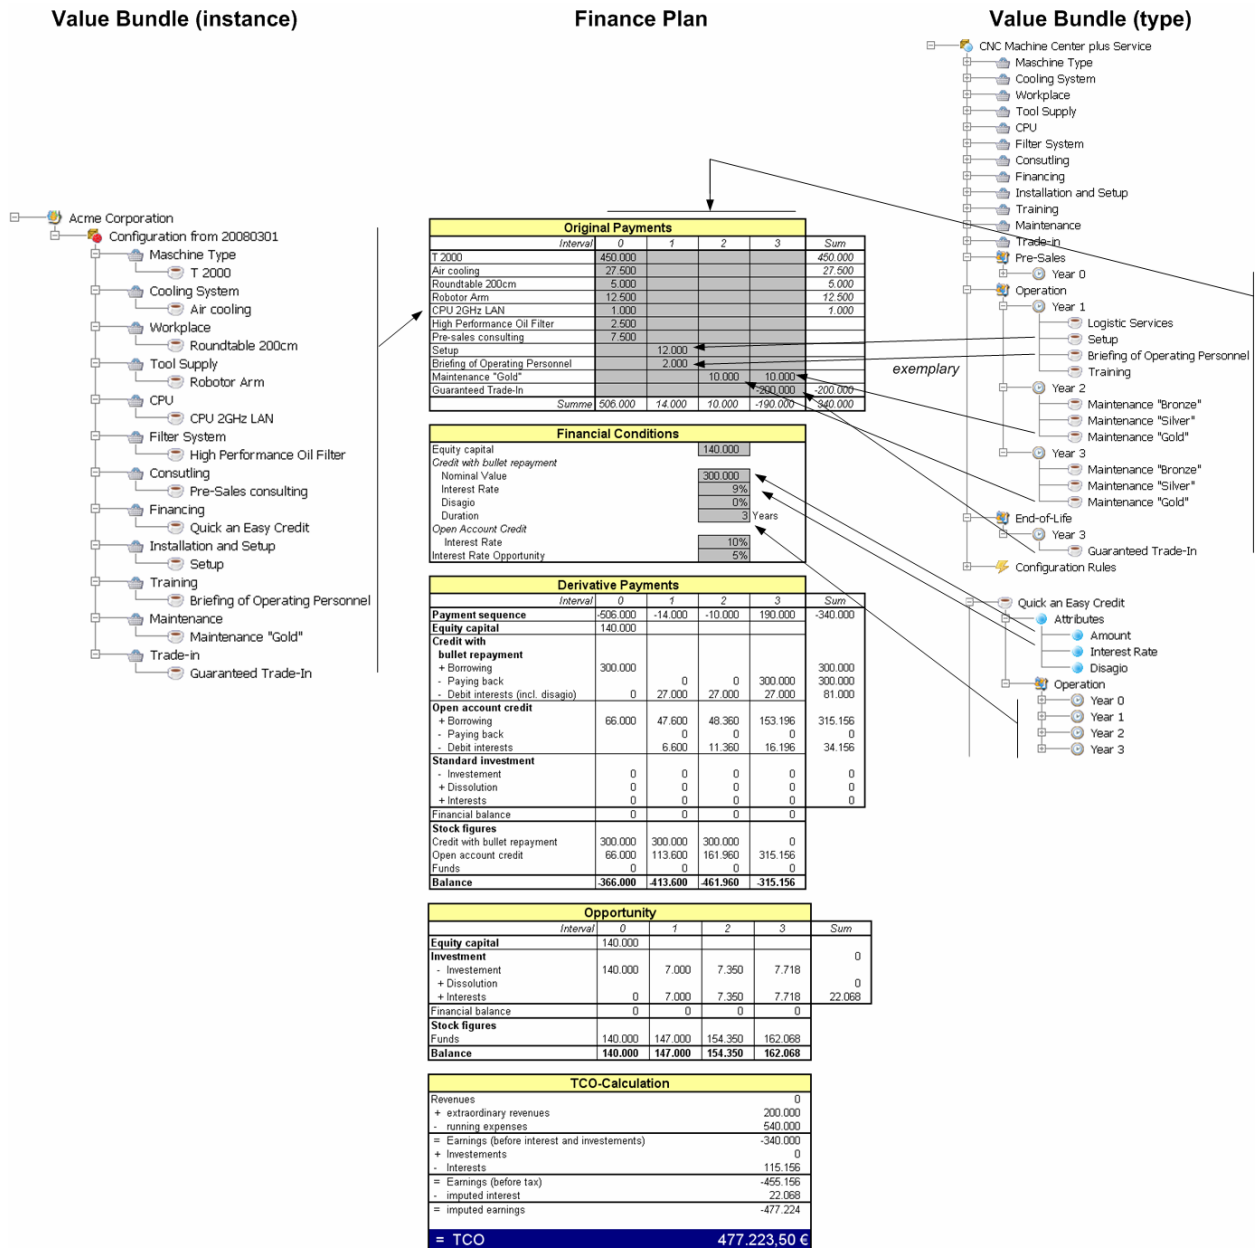 Value Bundle (instance)
Finance Plan
Value Bundle (type)
Acme Corporation
Configuration from 20080301
Maschine Type
T 2000
Cooling System
Air cooling
Workplace
Roundtable 200cm
Tool Supply
Robotor Arm
CPU
CPU 2GHz LAN
Filter System
High Performance Oil Filter
Consutling
Pre-Sales consulting
Financing
Quick an Easy Credit
Installation and Setup
Setup
Training
Briefing of Operating Personnel
Maintenance
Maintenance "Gold"
Trade-in
Guaranteed Trade-In
Original Payments
Interval 0 1 2 3 Sum
T 2000 450.000 450.000
Air cooling 27.500 27.500
Roundtable 200cm 5.000 5.000
Robotor Arm 12.500 12.500
CPU 2GHz LAN 1.000 1.000
High Performance Oil Filter 2.500
Pre-sales consulting 7.500
Setup 12.000
Briefing of Operating Personnel 2.000
Maintenance "Gold" 10.000 10.000
Guaranteed Trade-In -200.000 -200.000
Summe 506.000 14.000 10.000 -190.000 340.000
Financial Conditions
Equity capital 140.000
Credit with bullet repayment
Nominal Value 300.000
Interest Rate 9%
Disagio 0%
Duration 3 Years
Open Account Credit
Interest Rate 10%
Interest Rate Opportunity 5%
Derivative Payments
Interval 0 1 2 3 Sum
Payment sequence -506.000 -14.000 -10.000 190.000 -340.000
Equity capital 140.000
Credit with
bullet repayment
+ Borrowing 300.000 300.000
- Paying back 0 0 300.000 300.000
- Debit interests (incl. disagio) 0 27.000 27.000 27.000 81.000
Open account credit
+ Borrowing 66.000 47.600 48.360 153.196 315.156
- Paying back 0 0 0 0
- Debit interests 6.600 11.360 16.196 34.156
Standard investment
- Investement 0 0 0 0 0
+ Dissolution 0 0 0 0 0
+ Interests 0 0 0 0 0
Financial balance 0 0 0 0
Stock figures
Credit with bullet repayment 300.000 300.000 300.000 0
Open account credit 66.000 113.600 161.960 315.156
Funds 0 0 0 0
Balance -366.000 -413.600 -461.960 -315.156
Opportunity
Interval 0 1 2 3 Sum
Equity capital 140.000
Investment 0
- Investement 140.000 7.000 7.350 7.718
+ Dissolution 0
+ Interests 0 7.000 7.350 7.718 22.068
Financial balance 0 0 0 0
Stock figures
Funds 140.000 147.000 154.350 162.068
Balance 140.000 147.000 154.350 162.068
TCO-Calculation
Revenues 0
+ extraordinary revenues 200.000
- running expenses 540.000
= Earnings (before interest and investements) -340.000
+ Investements 0
- Interests 115.156
= Earnings (before tax) -455.156
- imputed interest 22.068
= imputed earnings -477.224
= TCO 477.223,50 €
exemplary
CNC Machine Center plus Service
Maschine Type
Cooling System
Workplace
Tool Supply
CPU
Filter System
Consutling
Financing
Installation and Setup
Training
Maintenance
Trade-in
Pre-Sales
Year 0
Operation
Year 1
Logistic Services
Setup
Briefing of Operating Personnel
Training
Year 2
Maintenance "Bronze"
Maintenance "Silver"
Maintenance "Gold"
Year 3
Maintenance "Bronze"
Maintenance "Silver"
Maintenance "Gold"
End-of-Life
Year 3
Guaranteed Trade-In
Configuration Rules
Quick an Easy Credit
Attributes
Amount
Interest Rate
Disagio
Operation
Year 0
Year 1
Year 2
Year 3